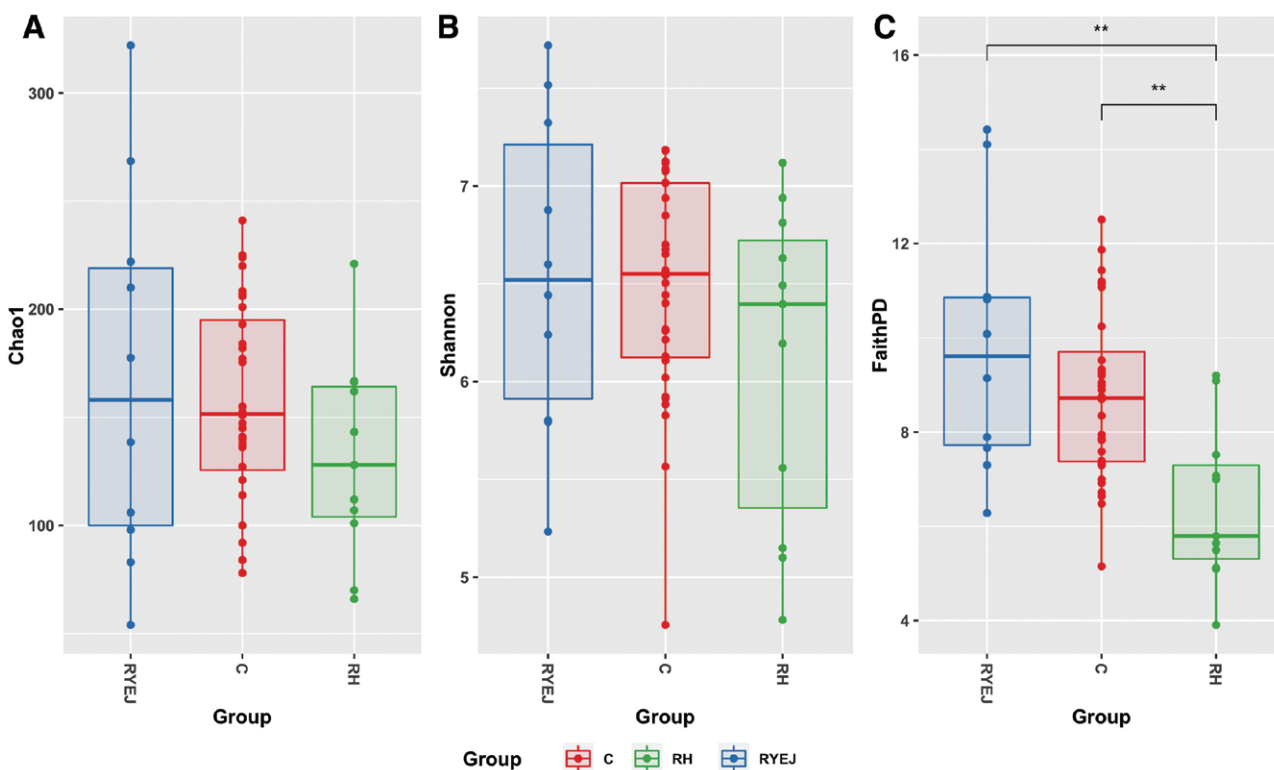 A
Chao1
300
200
100
RYEJ
C
RH
Group
B
Shannon
7
6
5
RYEJ
C
RH
Group
C
FaithPD
16
12
8
4
**
**
RYEJ
C
RH
Group
Group C RH RYEJ